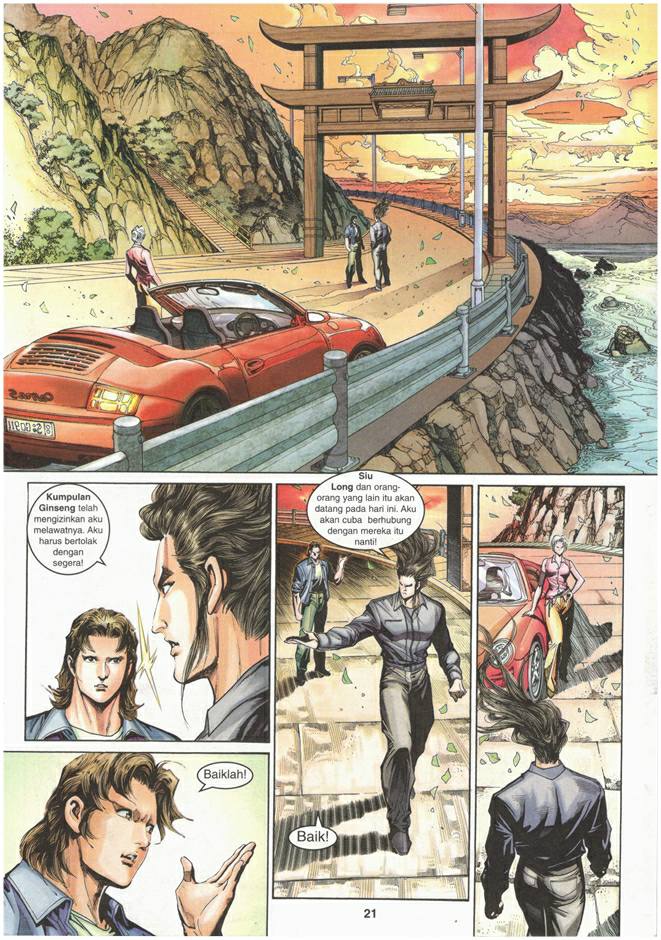 Kumpulan
Ginseng telah
mengizinkan aku
melawatnya. Aku
harus bertolak
dengan
segera!
Siu
Long dan orang-
orang yang lain itu akan
datang pada hari ini. Aku
akan cuba berhubung
dengan mereka itu
nanti!
Baiklah!
Baik!
21